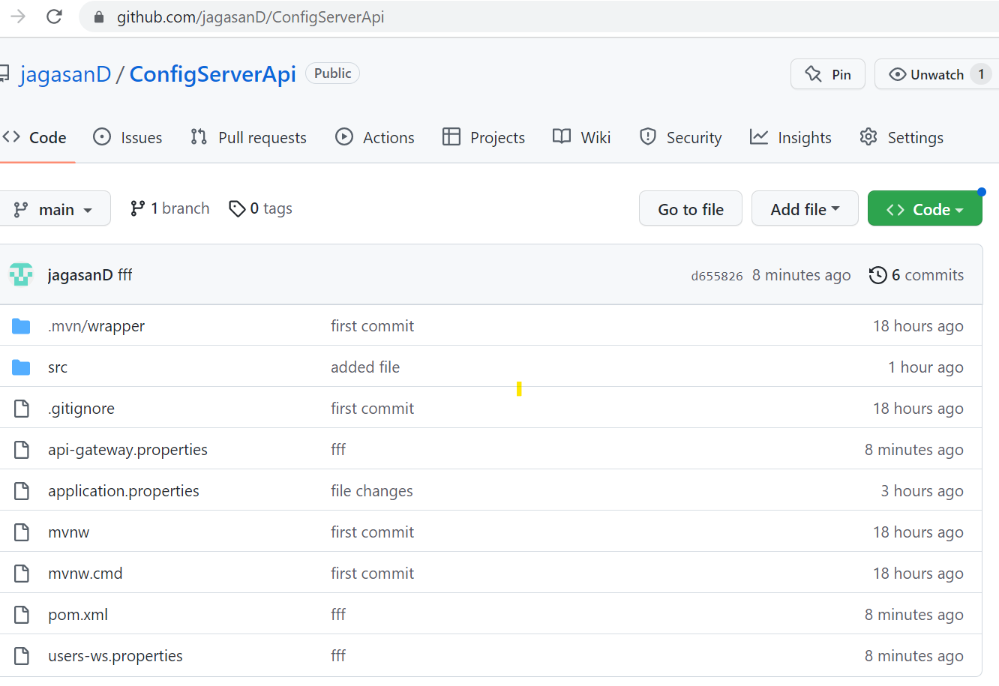 github.com/jagasanD/ConfigServerApi
jagasanD / ConfigServerApi Public Pin Unwatch 1
Code Issues Pull requests Actions Projects Wiki Security Insights Settings
main 1 branch 0 tags Go to file Add file Code
jagasanD fff d655826 8 minutes ago 6 commits
.mvn/wrapper first commit 18 hours ago
src added file 1 hour ago
.gitignore first commit 18 hours ago
api-gateway.properties fff 8 minutes ago
application.properties file changes 3 hours ago
mvnw first commit 18 hours ago
mvnw.cmd first commit 18 hours ago
pom.xml fff 8 minutes ago
users-ws.properties fff 8 minutes ago